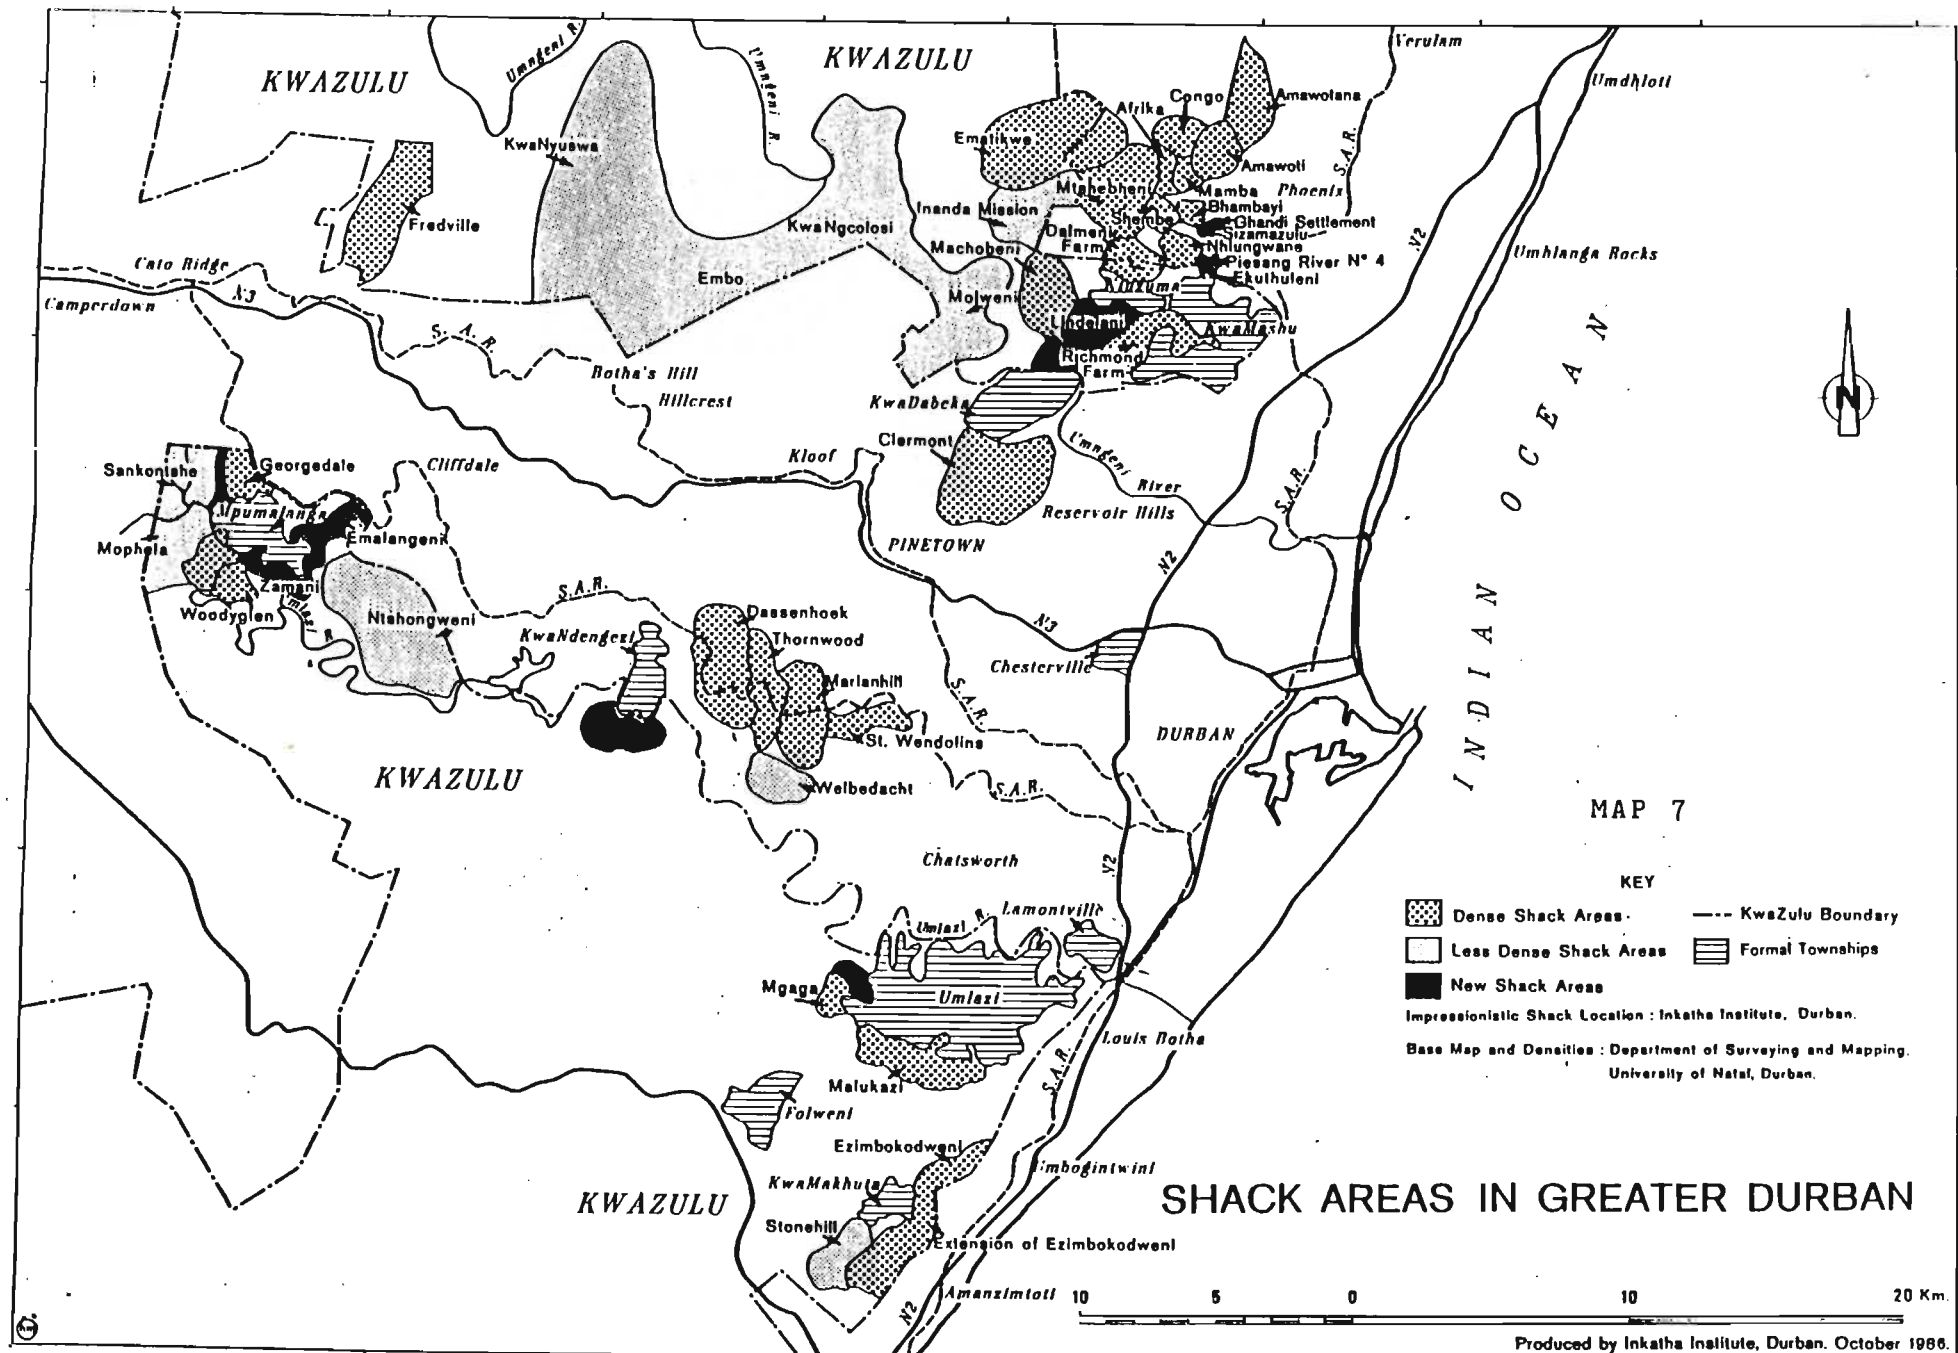 KWAZULU
Umngeni R.
Umngeni R.
KWAZULU
Verulam
Umdhloti
Afrika
Congo
Amawotana
KwaNyuswa
Ematikwe
S.A.R.
Amawoti
Mtshebheni
Mamba
Phoenix
Fredville
Inanda Mission
Bhambayi
KwaNgcolosi
Shembe
Ghandi Settlement
Dalmeny
Farm
Sizamazulu
Machobeni
Nhlungwane
N2
Umhlanga Rocks
Cato Ridge
Piesang River N° 4
Embo
Ekuthuleni
Camperdown
N3
Molweni
Ntuzuma
S. A. R.
Lindelani
KwaMashu
Richmond
Farm
Botha's Hill
Hillcrest
KwaDabeka
N
Clermont
Umngeni
River
Kloof
Sankontshe
Georgedale
Cliffdale
S.A.R.
Mpumalanga
Reservoir Hills
Mophela
Emalangeni
PINETOWN
N2
Zamani
S.A.R.
Woodyglen
Umlazi
R.
Ntshongweni
Dassenhoek
KwaNdengezi
Thornwood
N3
INDIAN OCEAN
Chesterville
Marianhill
S.A.R.
St. Wendolins
DURBAN
KWAZULU
Welbedacht
S.A.R.
MAP 7
Chatsworth
N2
KEY
Dense Shack Areas
KwaZulu Boundary
Less Dense Shack Areas
Formal Townships
New Shack Areas
Impressionistic Shack Location : Inkatha Institute, Durban.
Base Map and Densities : Department of Surveying and Mapping.
University of Natal, Durban.
Umlazi R.
Lamontville
Mgaga
Umlazi
Louis Botha
S.A.R.
Malukazi
Folweni
Ezimbokodweni
Umbogintwini
KwaMakhuta
KWAZULU
SHACK AREAS IN GREATER DURBAN
Stonehill
Extension of Ezimbokodweni
Amanzimtoti
N2
10 5 0 10 20 Km.
Produced by Inkatha Institute, Durban. October 1986.